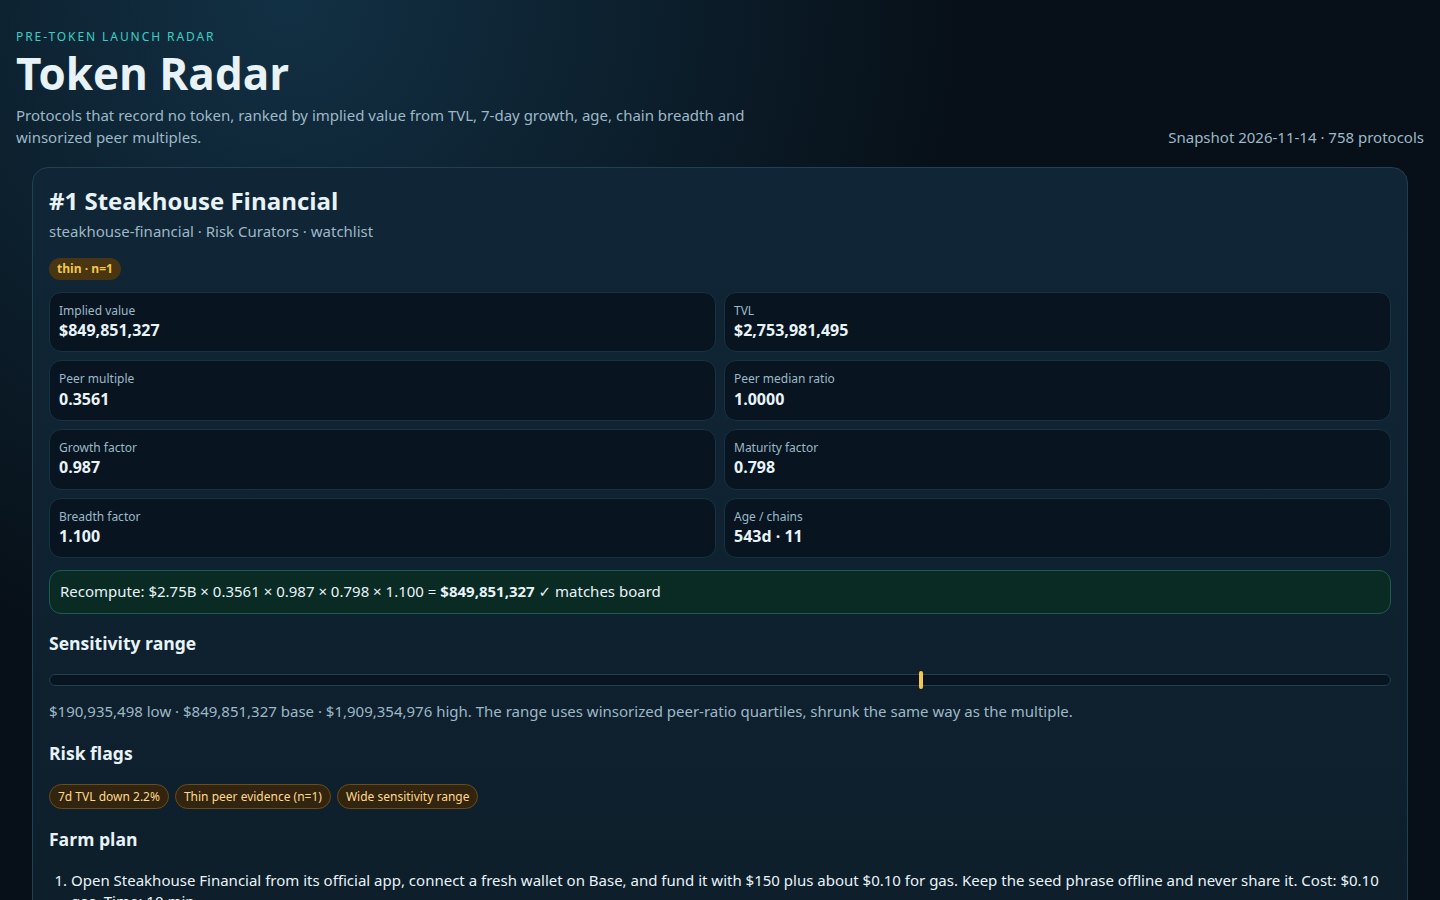 PRE-TOKEN LAUNCH RADAR
Token Radar
Protocols that record no token, ranked by implied value from TVL, 7-day growth, age, chain breadth and
winsorized peer multiples.
Snapshot 2026-11-14 · 758 protocols
#1 Steakhouse Financial
steakhouse-financial · Risk Curators · watchlist
thin · n=1
Implied value
$849,851,327
TVL
$2,753,981,495
Peer multiple
0.3561
Peer median ratio
1.0000
Growth factor
0.987
Maturity factor
0.798
Breadth factor
1.100
Age / chains
543d · 11
Recompute: $2.75B × 0.3561 × 0.987 × 0.798 × 1.100 = $849,851,327 ✓ matches board
Sensitivity range
$190,935,498 low · $849,851,327 base · $1,909,354,976 high. The range uses winsorized peer-ratio quartiles, shrunk the same way as the multiple.
Risk flags
7d TVL down 2.2%
Thin peer evidence (n=1)
Wide sensitivity range
Farm plan
1. Open Steakhouse Financial from its official app, connect a fresh wallet on Base, and fund it with $150 plus about $0.10 for gas. Keep the seed phrase offline and never share it. Cost: $0.10
gas. Time: 10 min.